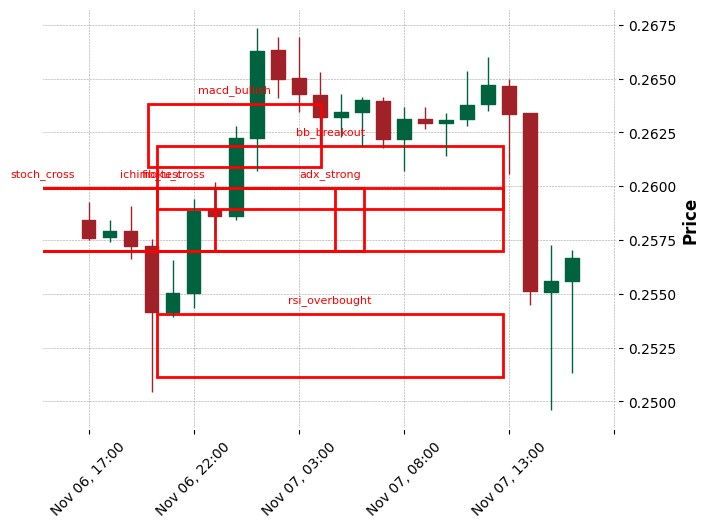 0.2675
macd_bullish
0.2650
bb_breakout
0.2625
stoch_cross
adx_strong
0.2600
0.2575
Price
rsi_overbought
0.2550
0.2525
0.2500
Nov 06, 17:00
Nov 06, 22:00
Nov 07, 03:00
Nov 07, 08:00
Nov 07, 13:00